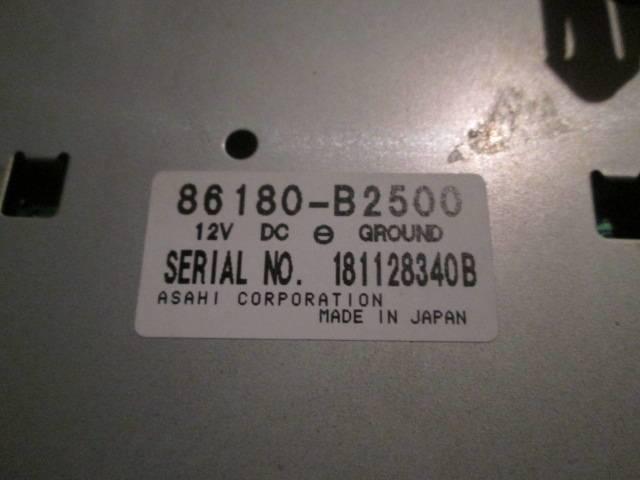 86180-B2500
12V DC ⊖ GROUND
SERIAL NO. 181128340B
ASAHI CORPORATION
MADE IN JAPAN